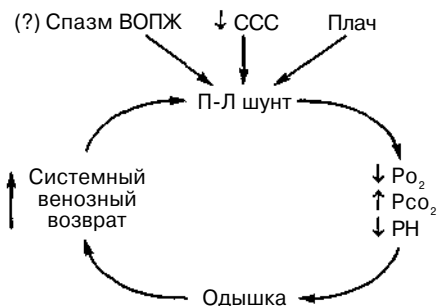 (?) Спазм ВОПЖ ↓ ССС Плач
П-Л шунт
↑ Системный
венозный
возврат
↓ Po₂
↑ Pco₂
↓ PH
Одышка